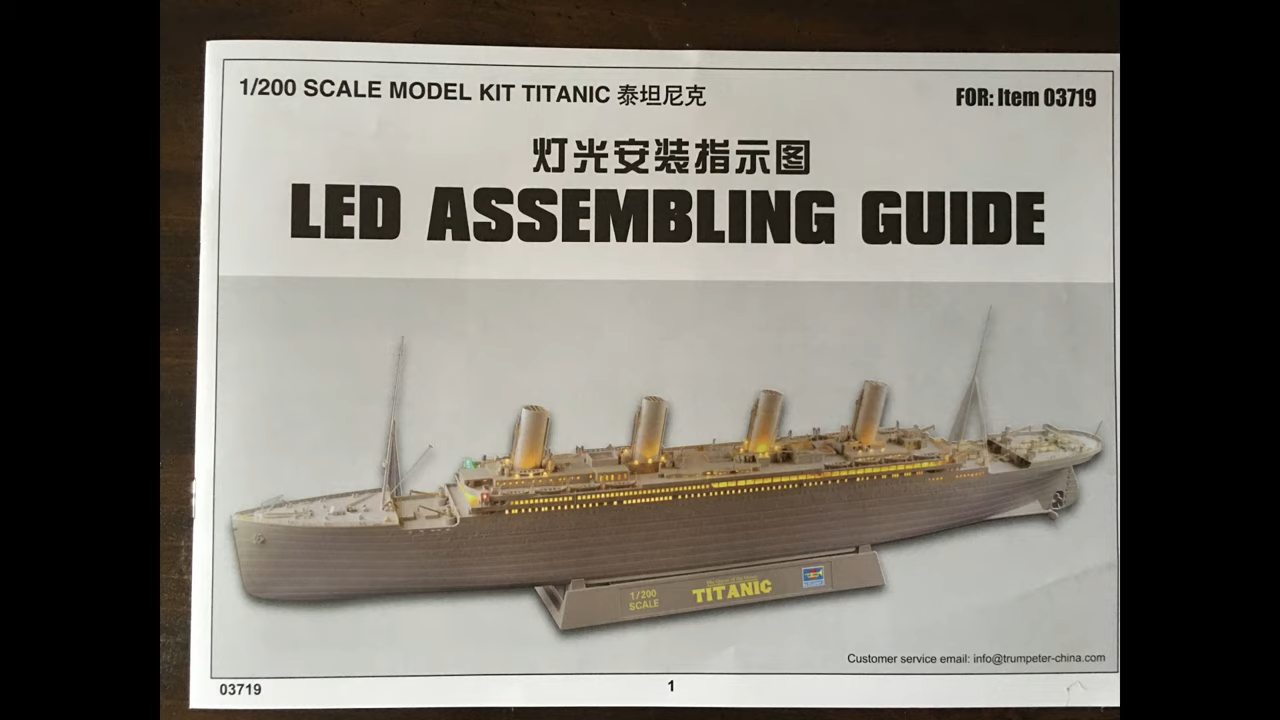 1/200 SCALE MODEL KIT TITANIC 泰坦尼克
FOR: Item 03719
灯光安装指示图
LED ASSEMBLING GUIDE
1/200
SCALE
TITANIC
Customer service email: info@trumpeter-china.com
03719
1